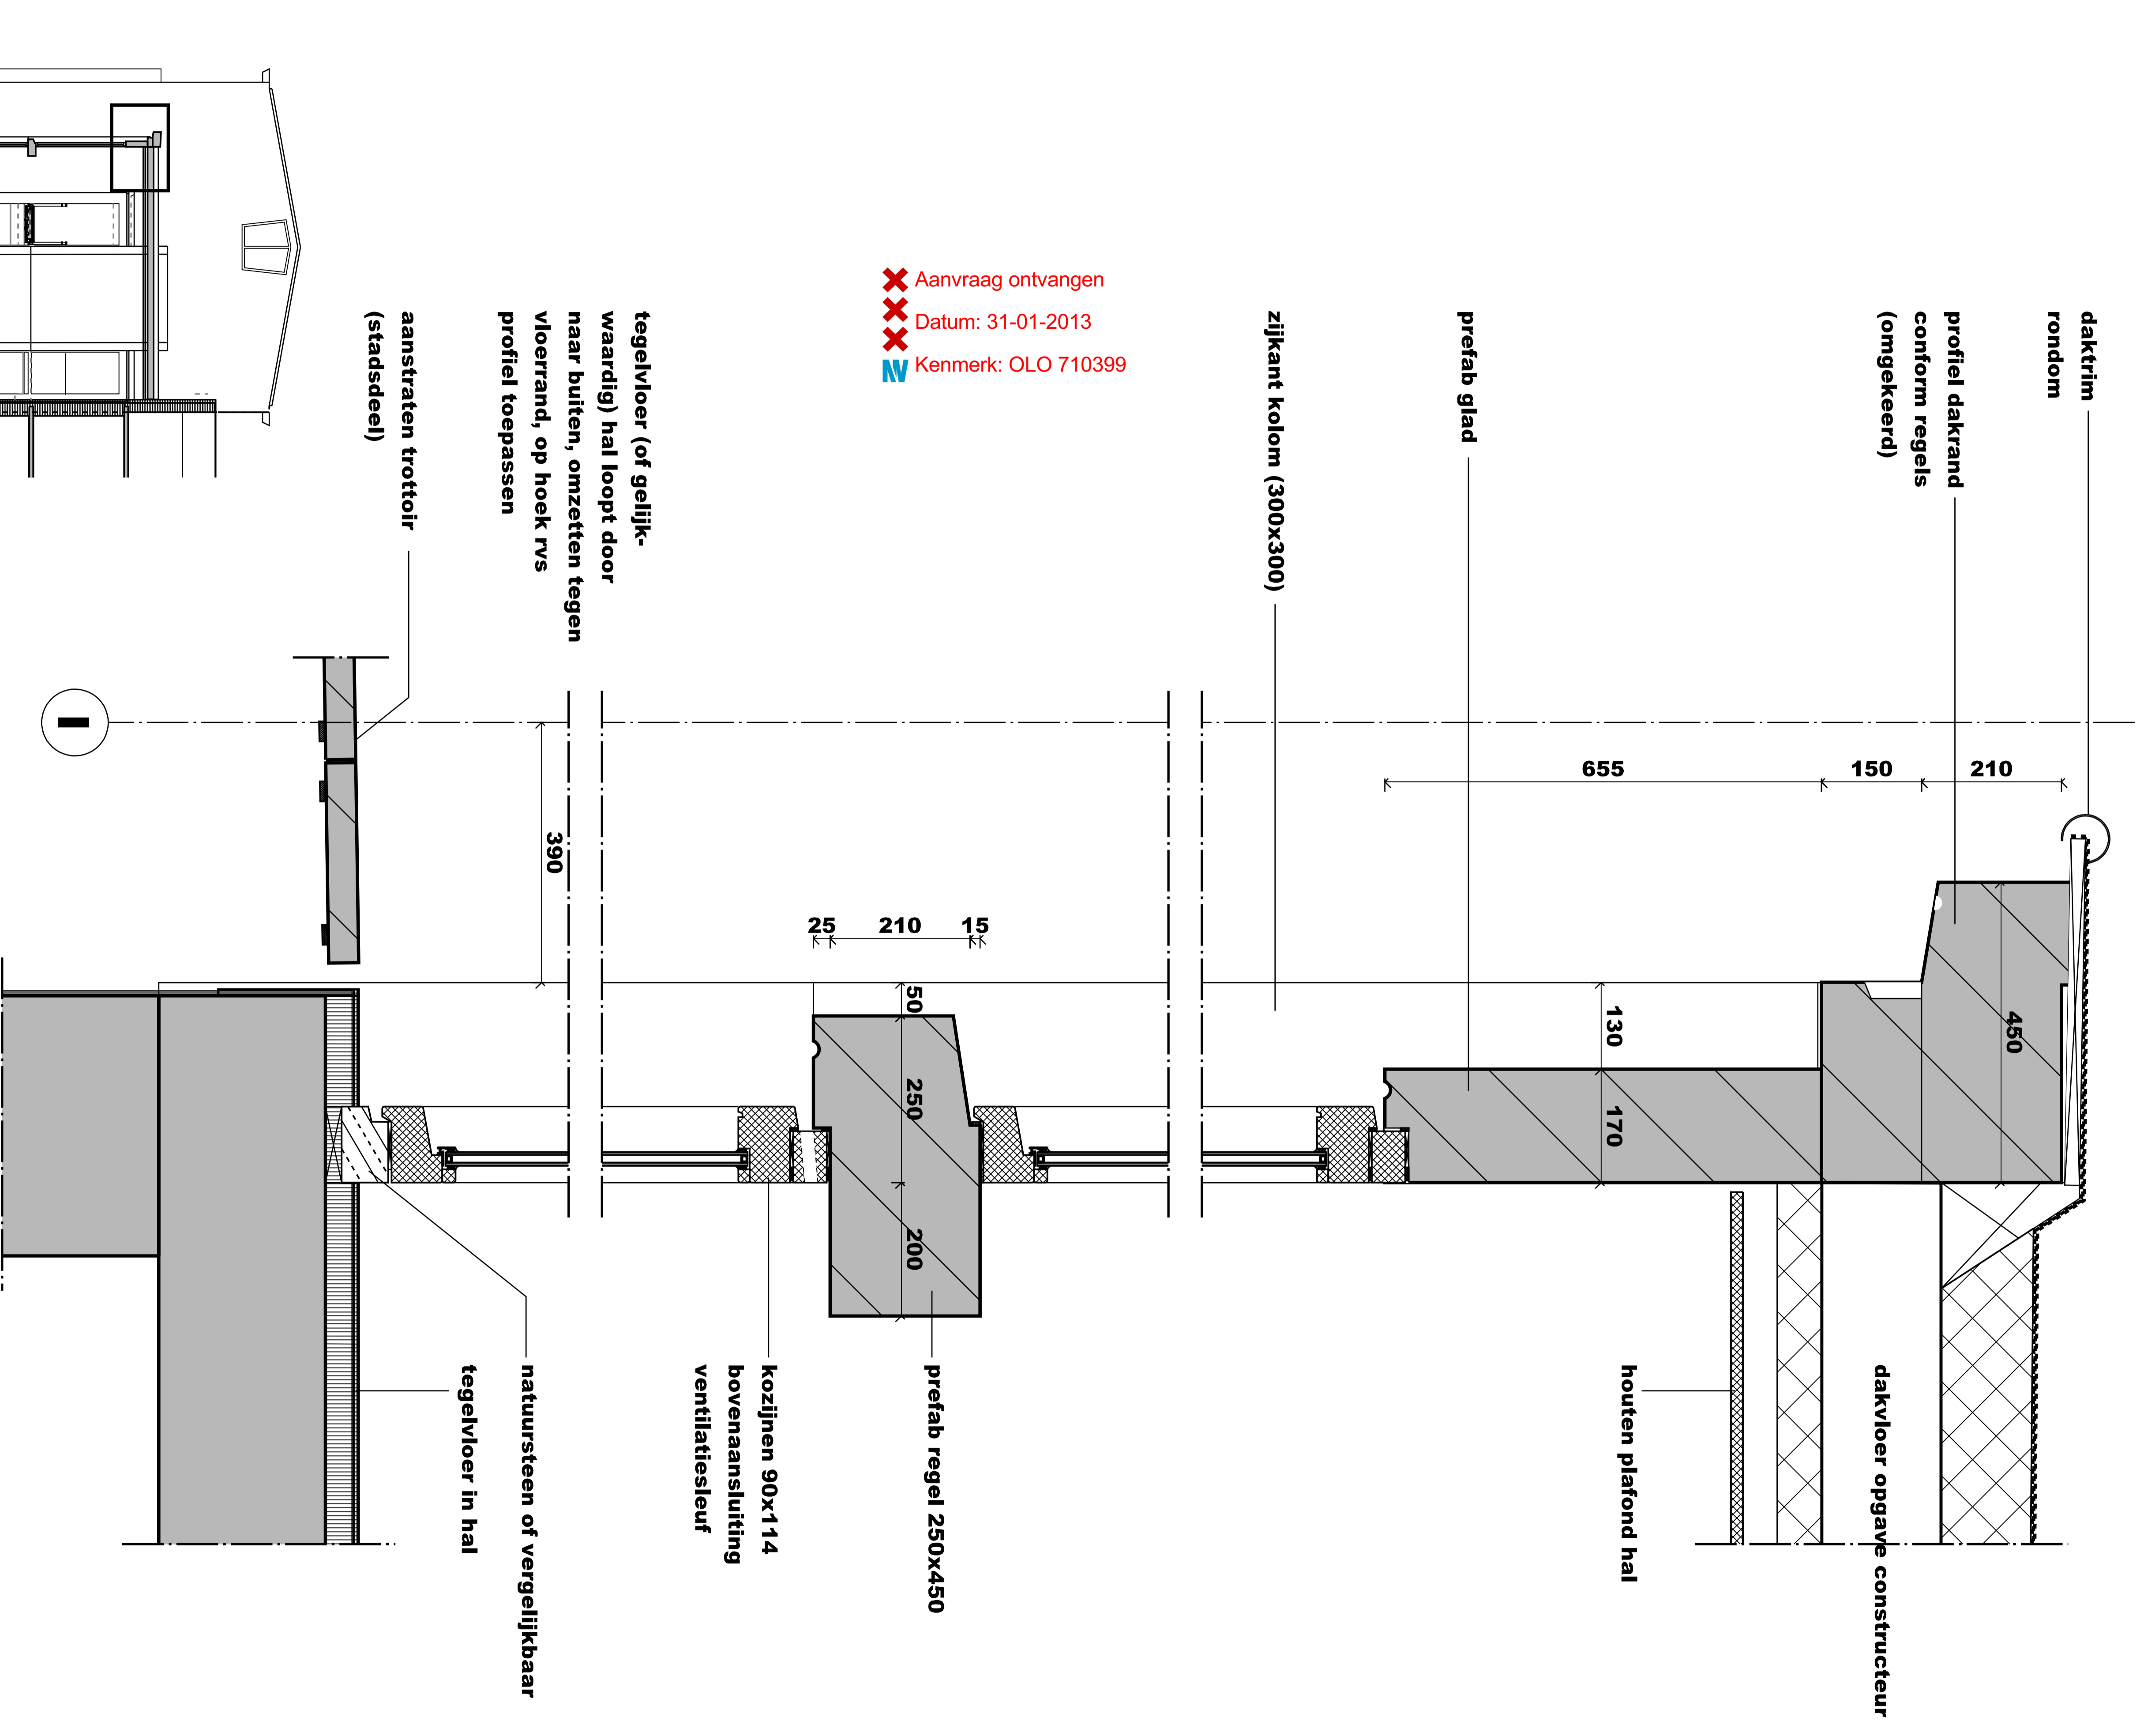 Aanvraag ontvangen
Datum: 31-01-2013
Kenmerk: OLO 710399
daktrim
rondom
profiel dakrand
conform regels
(omgekeerd)
prefab glad
zijkant kolom (300x300)
tegelvloer (of gelijk-
waardig) hal loopt door
naar buiten, omzetten tegen
vloerrand, op hoek rvs
profiel toepassen
aanstraten trottoir
(stadsdeel)
I
655
150
210
390
25
210
15
50
250
200
130
170
450
dakvloer opgave constructeur
houten plafond hal
prefab regel 250x450
kozijnen 90x114
bovenaansluiting
ventilatiesleuf
natuursteen of vergelijkbaar
tegelvloer in hal